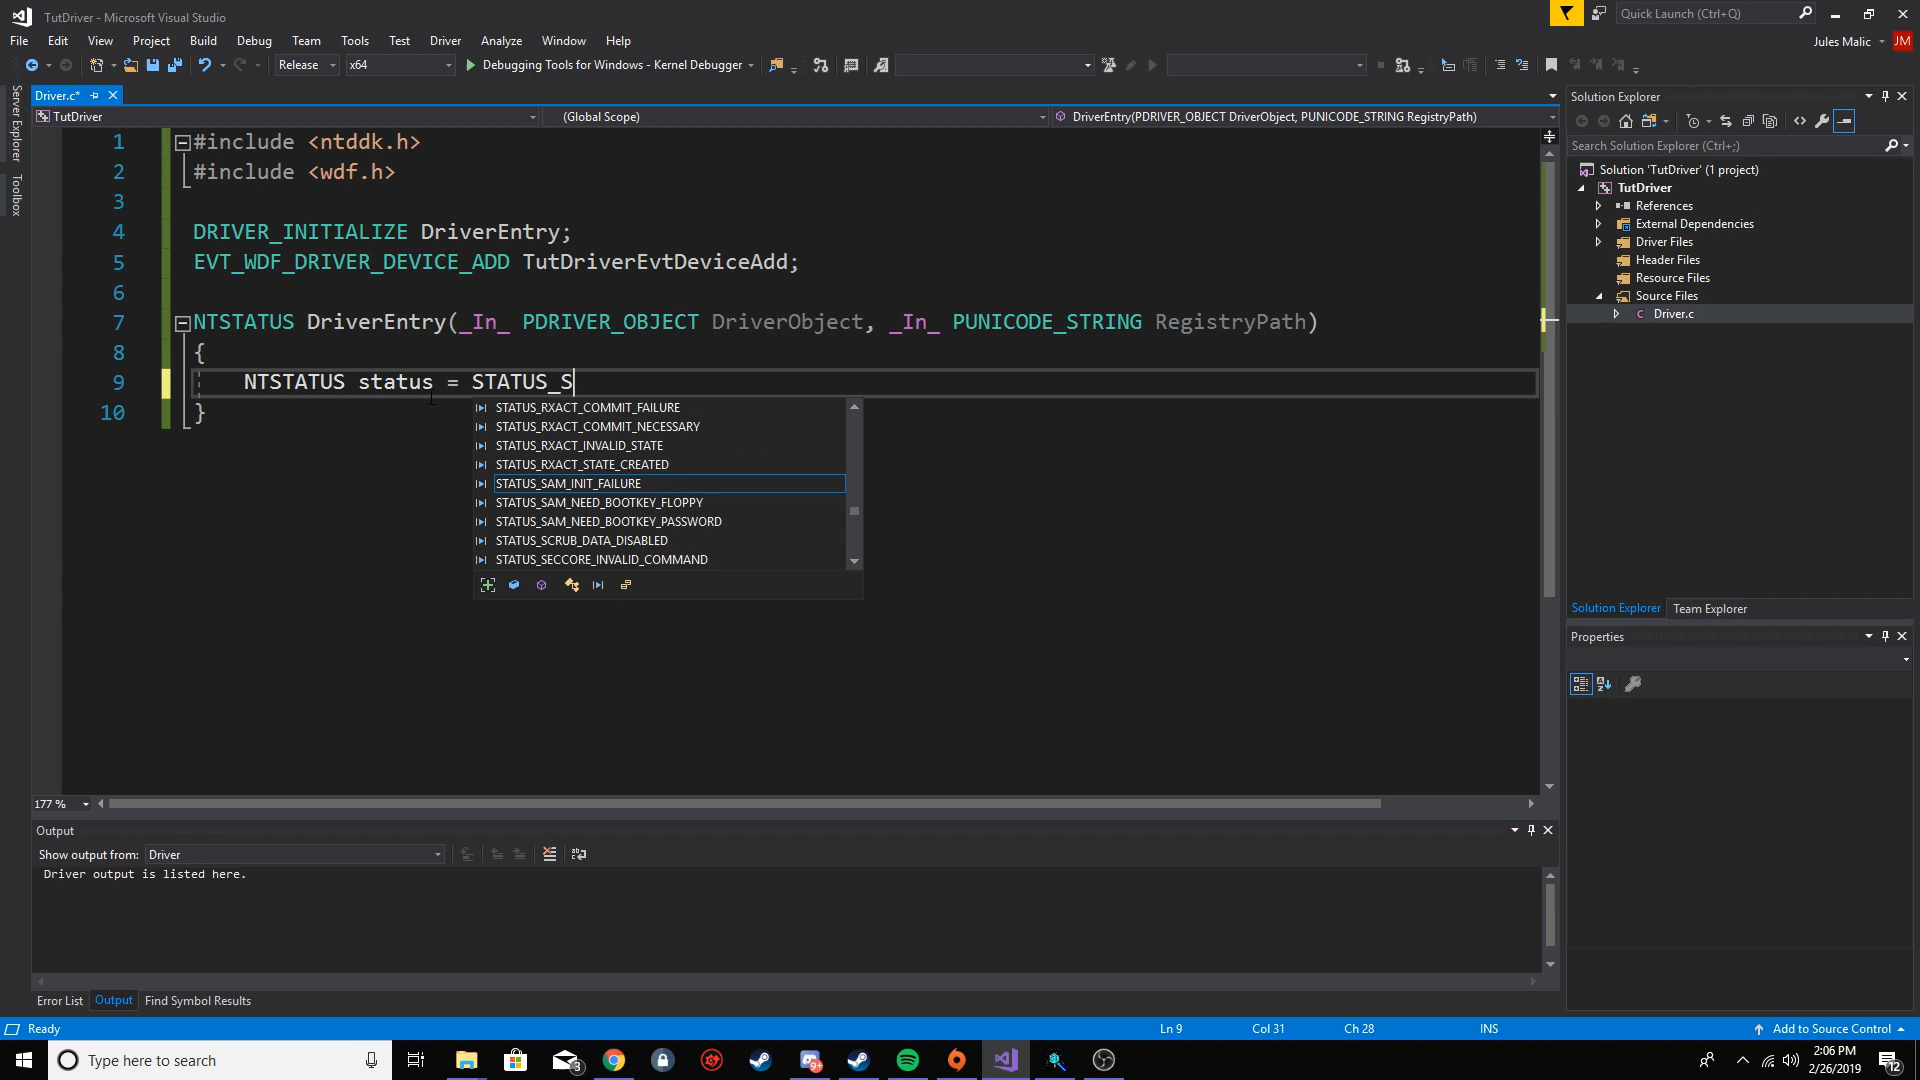 TutDriver - Microsoft Visual Studio
Quick Launch (Ctrl+Q)
File Edit View Project Build Debug Team Tools Test Driver Analyze Window Help
Jules Malic JM
Release x64 Debugging Tools for Windows - Kernel Debugger
Server Explorer
Toolbox
Driver.c*
TutDriver (Global Scope) DriverEntry(PDRIVER_OBJECT DriverObject, PUNICODE_STRING RegistryPath)
1 #include <ntddk.h>
2 #include <wdf.h>
3
4 DRIVER_INITIALIZE DriverEntry;
5 EVT_WDF_DRIVER_DEVICE_ADD TutDriverEvtDeviceAdd;
6
7 NTSTATUS DriverEntry(_In_ PDRIVER_OBJECT DriverObject, _In_ PUNICODE_STRING RegistryPath)
8 {
9 NTSTATUS status = STATUS_S
10 }
STATUS_RXACT_COMMIT_FAILURE
STATUS_RXACT_COMMIT_NECESSARY
STATUS_RXACT_INVALID_STATE
STATUS_RXACT_STATE_CREATED
STATUS_SAM_INIT_FAILURE
STATUS_SAM_NEED_BOOTKEY_FLOPPY
STATUS_SAM_NEED_BOOTKEY_PASSWORD
STATUS_SCRUB_DATA_DISABLED
STATUS_SECCORE_INVALID_COMMAND
177 %
Solution Explorer
Search Solution Explorer (Ctrl+;)
Solution 'TutDriver' (1 project)
TutDriver
References
External Dependencies
Driver Files
Header Files
Resource Files
Source Files
Driver.c
Solution Explorer Team Explorer
Properties
Output
Show output from: Driver
Driver output is listed here.
Error List Output Find Symbol Results
Ready Ln 9 Col 31 Ch 28 INS Add to Source Control
Type here to search
3
9+
2:06 PM
2/26/2019
12